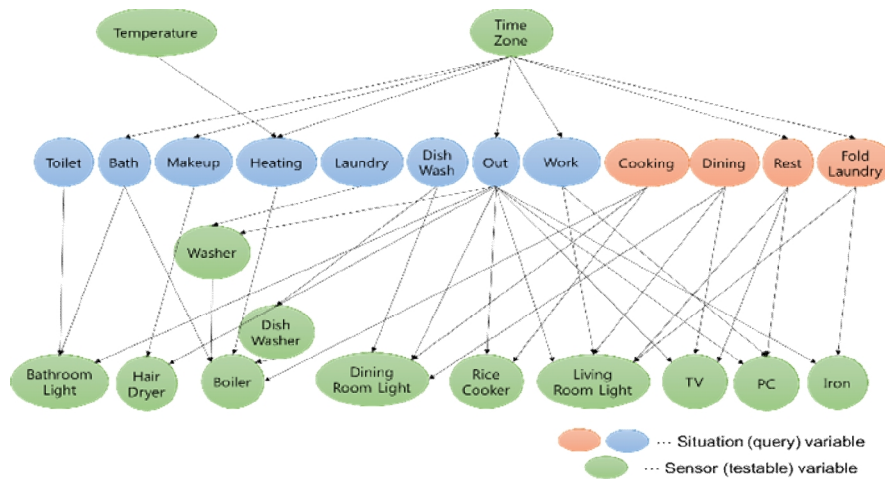 Temperature
Time
Zone
Toilet
Bath
Makeup
Heating
Laundry
Dish
Wash
Out
Work
Cooking
Dining
Rest
Fold
Laundry
Washer
Dish
Washer
Bathroom
Light
Hair
Dryer
Boiler
Dining
Room Light
Rice
Cooker
Living
Room Light
TV
PC
Iron
··· Situation (query) variable
··· Sensor (testable) variable